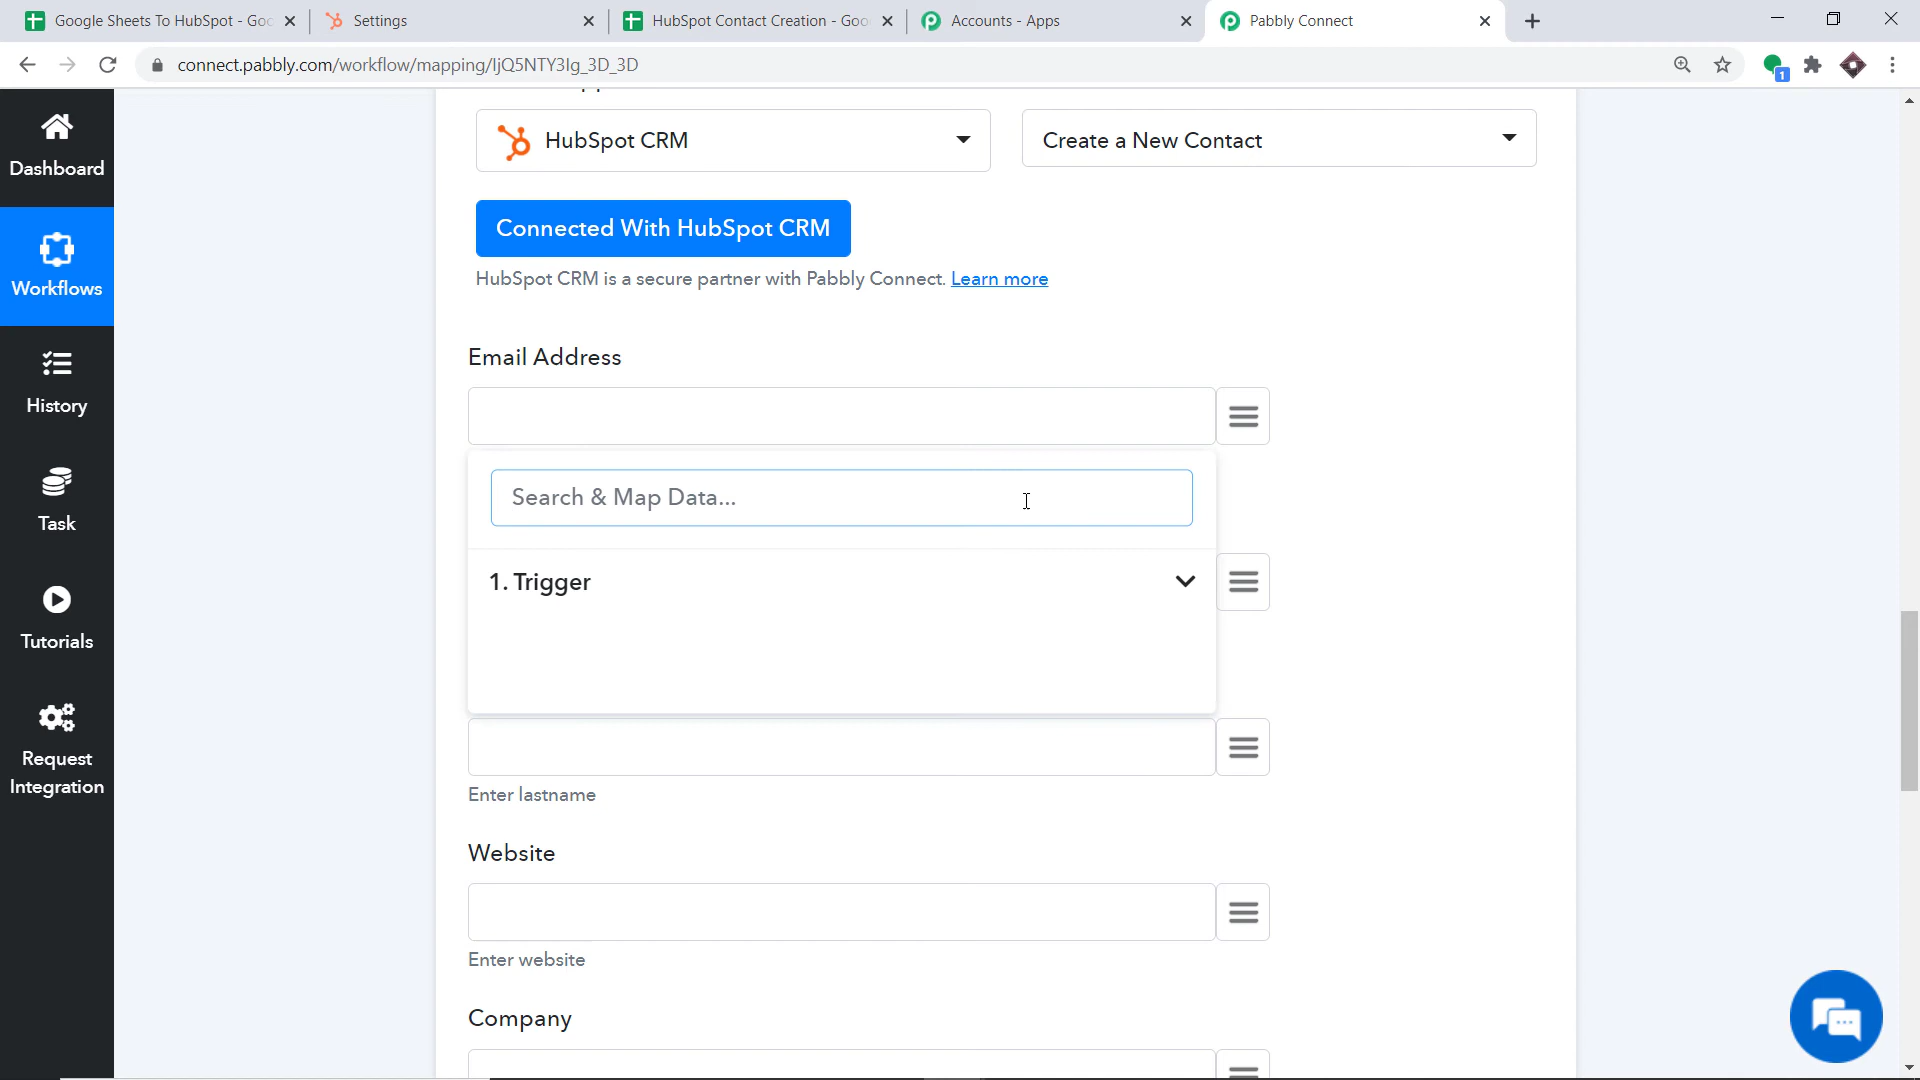 Google Sheets To HubSpot - Goo
Settings
HubSpot Contact Creation - Goo
Accounts - Apps
Pabbly Connect
connect.pabbly.com/workflow/mapping/IjQ5NTY3Ig_3D_3D
1
Dashboard
Workflows
History
Task
Tutorials
Request
Integration
HubSpot CRM
Create a New Contact
Connected With HubSpot CRM
HubSpot CRM is a secure partner with Pabbly Connect. Learn more
Email Address
Search & Map Data...
1. Trigger
Enter lastname
Website
Enter website
Company